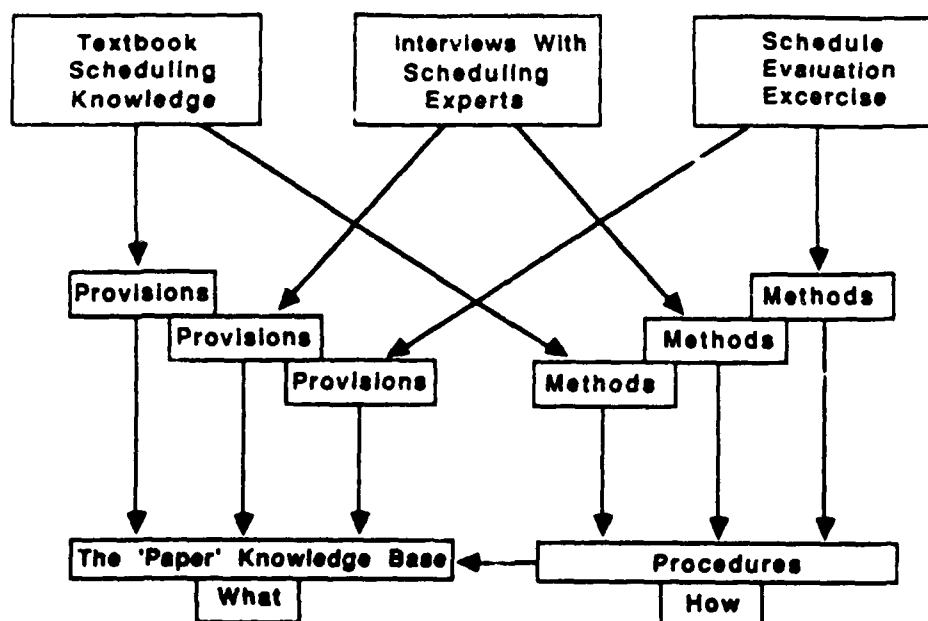 Textbook
Scheduling
Knowledge
Interviews With
Scheduling
Experts
Schedule
Evaluation
Excercise
Provisions
Provisions
Provisions
Methods
Methods
Methods
The 'Paper' Knowledge Base
What
Procedures
How